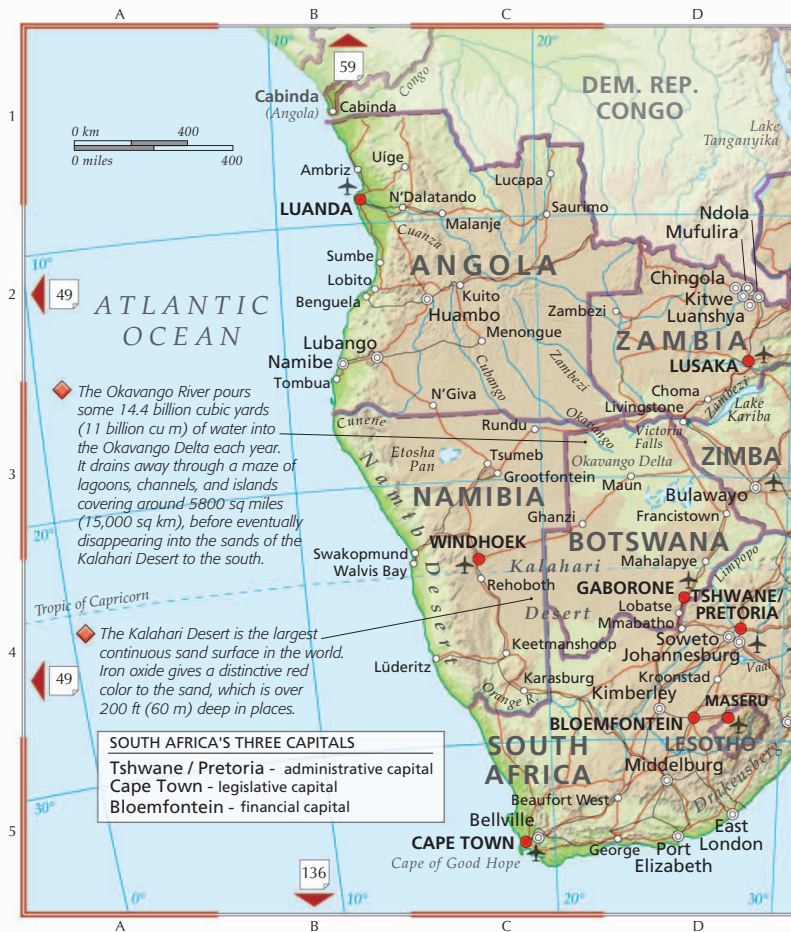 A
B
C
D
10°
59
20°
Congo
DEM. REP.
CONGO
1
Cabinda
(Angola)
Cabinda
0 km 400
0 miles 400
Lake
Tanganyika
Uíge
Ambriz
Lucapa
LUANDA
N'Dalatando
Saurimo
Malanje
Ndola
Mufulira
Cuanza
Sumbe
10°
ANGOLA
Chingola
Lobito
2
49
Kitwe
Benguela
Kuito
Luanshya
ATLANTIC
OCEAN
Huambo
Zambezi
Menongue
ZAMBIA
Lubango
Namibe
Zambezi
LUSAKA
Tombua
Cubango
The Okavango River pours
some 14.4 billion cubic yards
(11 billion cu m) of water into
the Okavango Delta each year.
It drains away through a maze of
lagoons, channels, and islands
covering around 5800 sq miles
(15,000 sq km), before eventually
disappearing into the sands of the
Kalahari Desert to the south.
N'Giva
Choma
Zambezi
Livingstone
Lake
Kariba
Cunene
Rundu
Okavango
Victoria
Falls
3
Etosha
Pan
Tsumeb
Okavango Delta
ZIMBA
Grootfontein
Maun
NAMIBIA
Bulawayo
Ghanzi
Francistown
20°
Namib Desert
WINDHOEK
BOTSWANA
Swakopmund
Walvis Bay
Kalahari
Desert
Mahalapye
Limpopo
Rehoboth
GABORONE
TSHWANE/
PRETORIA
Tropic of Capricorn
Lobatse
Mmabatho
The Kalahari Desert is the largest
continuous sand surface in the world.
Iron oxide gives a distinctive red
color to the sand, which is over
200 ft (60 m) deep in places.
4
49
Keetmanshoop
Soweto
Johannesburg
Lüderitz
Vaal
Karasburg
Kroonstad
Orange R.
Kimberley
MASERU
BLOEMFONTEIN
SOUTH AFRICA'S THREE CAPITALS
Tshwane / Pretoria - administrative capital
Cape Town - legislative capital
Bloemfontein - financial capital
SOUTH
AFRICA
LESOTHO
Middelburg
Drakensberg
30°
Beaufort West
5
Bellville
East
London
CAPE TOWN
George
Port
Elizabeth
Cape of Good Hope
136
0°
10°
20°
30°
A
B
C
D